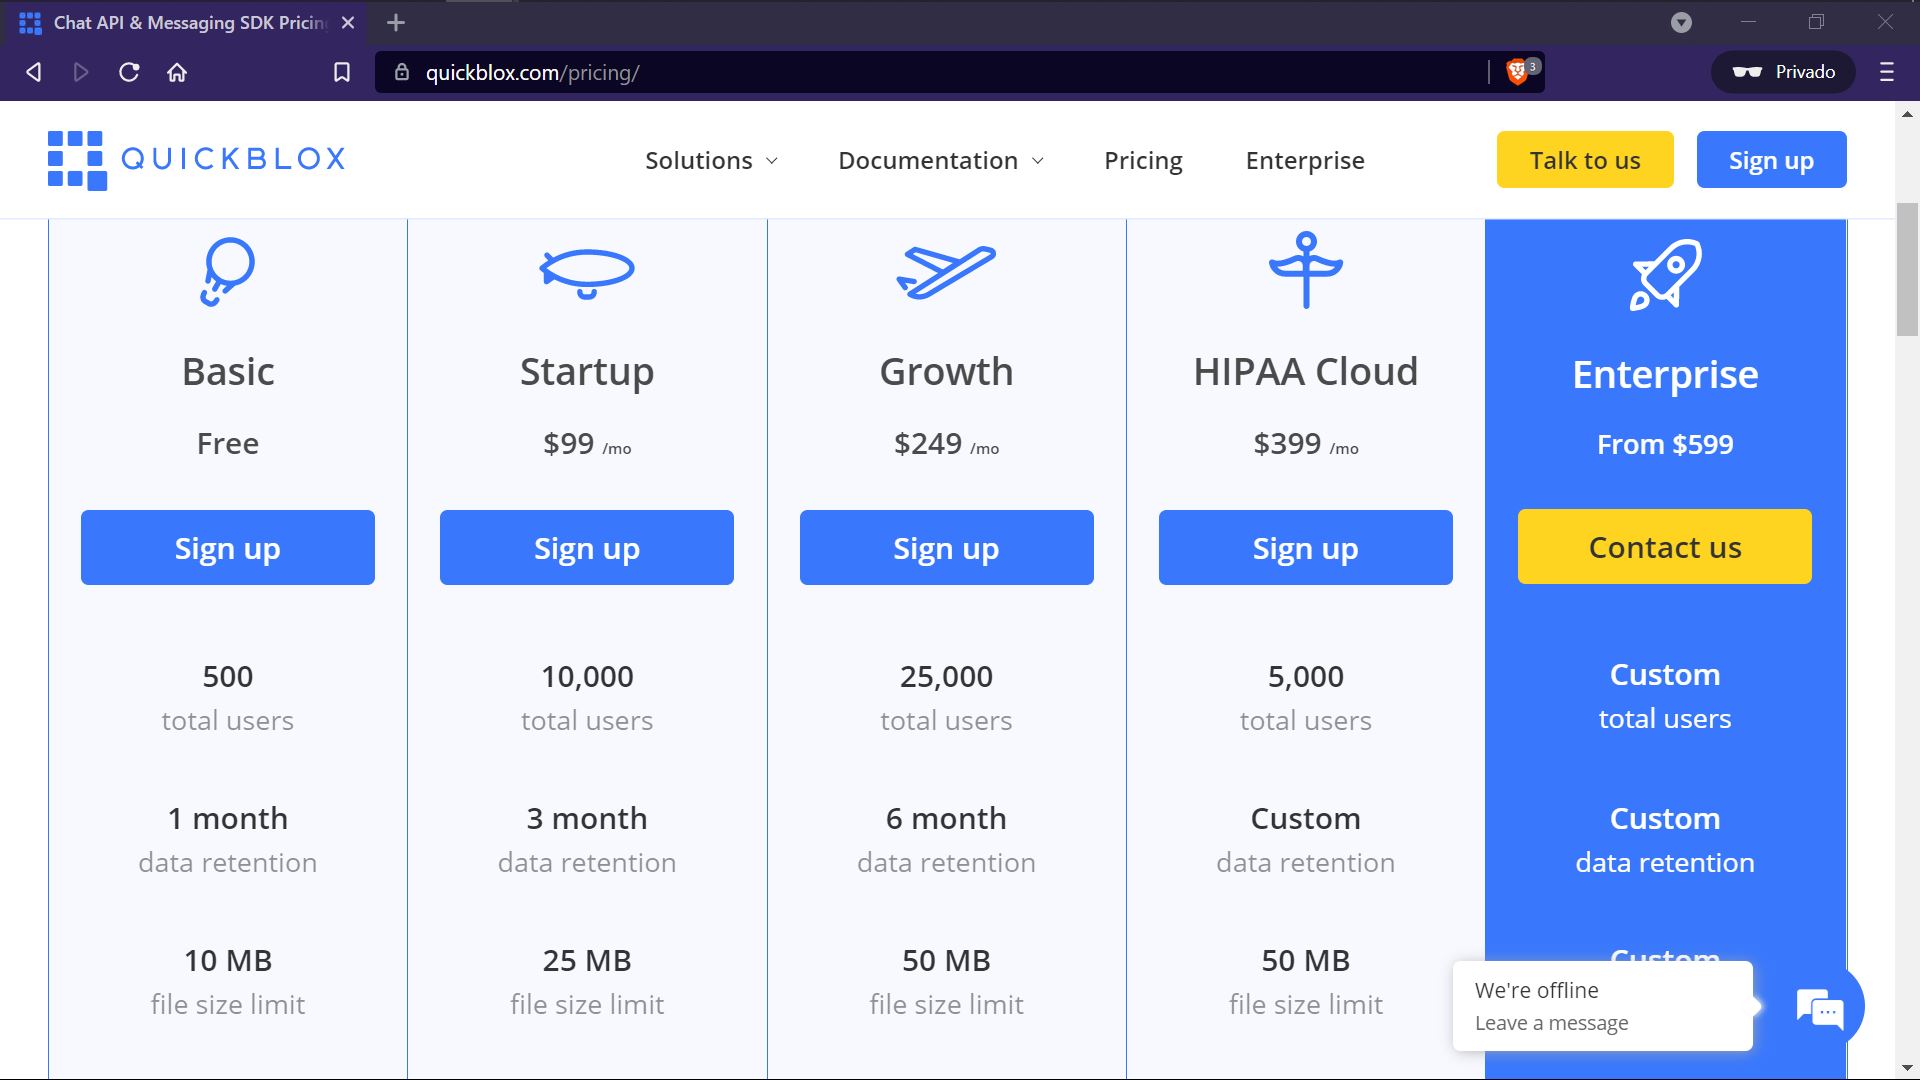 Chat API & Messaging SDK Pricin
quickblox.com/pricing/
3
Privado
QUICKBLOX
Solutions
Documentation
Pricing
Enterprise
Talk to us
Sign up
Basic
Startup
Growth
HIPAA Cloud
Enterprise
Free
$99 /mo
$249 /mo
$399 /mo
From $599
Sign up
Sign up
Sign up
Sign up
Contact us
500
10,000
25,000
5,000
Custom
total users
total users
total users
total users
total users
1 month
3 month
6 month
Custom
Custom
data retention
data retention
data retention
data retention
data retention
10 MB
25 MB
50 MB
50 MB
Custom
file size limit
file size limit
file size limit
file size limit
We're offline
Leave a message